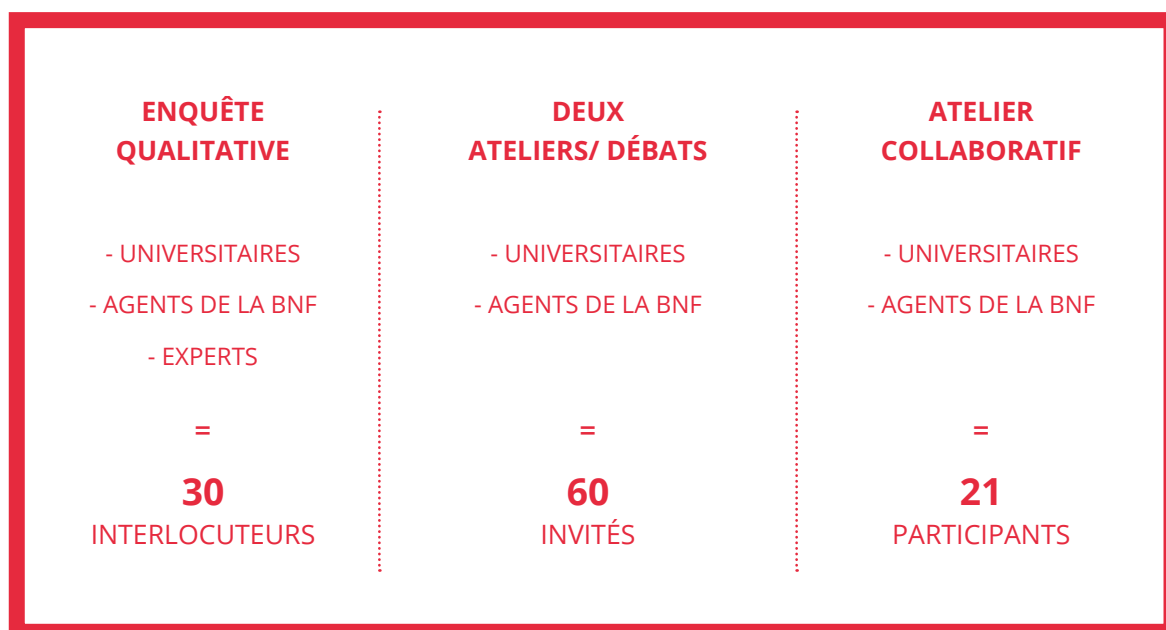 ENQUÊTE
QUALITATIVE
- UNIVERSITAIRES
- AGENTS DE LA BNF
- EXPERTS
=
30
INTERLOCUTEURS
DEUX
ATELIERS/ DÉBATS
- UNIVERSITAIRES
- AGENTS DE LA BNF
=
60
INVITÉS
ATELIER
COLLABORATIF
- UNIVERSITAIRES
- AGENTS DE LA BNF
=
21
PARTICIPANTS